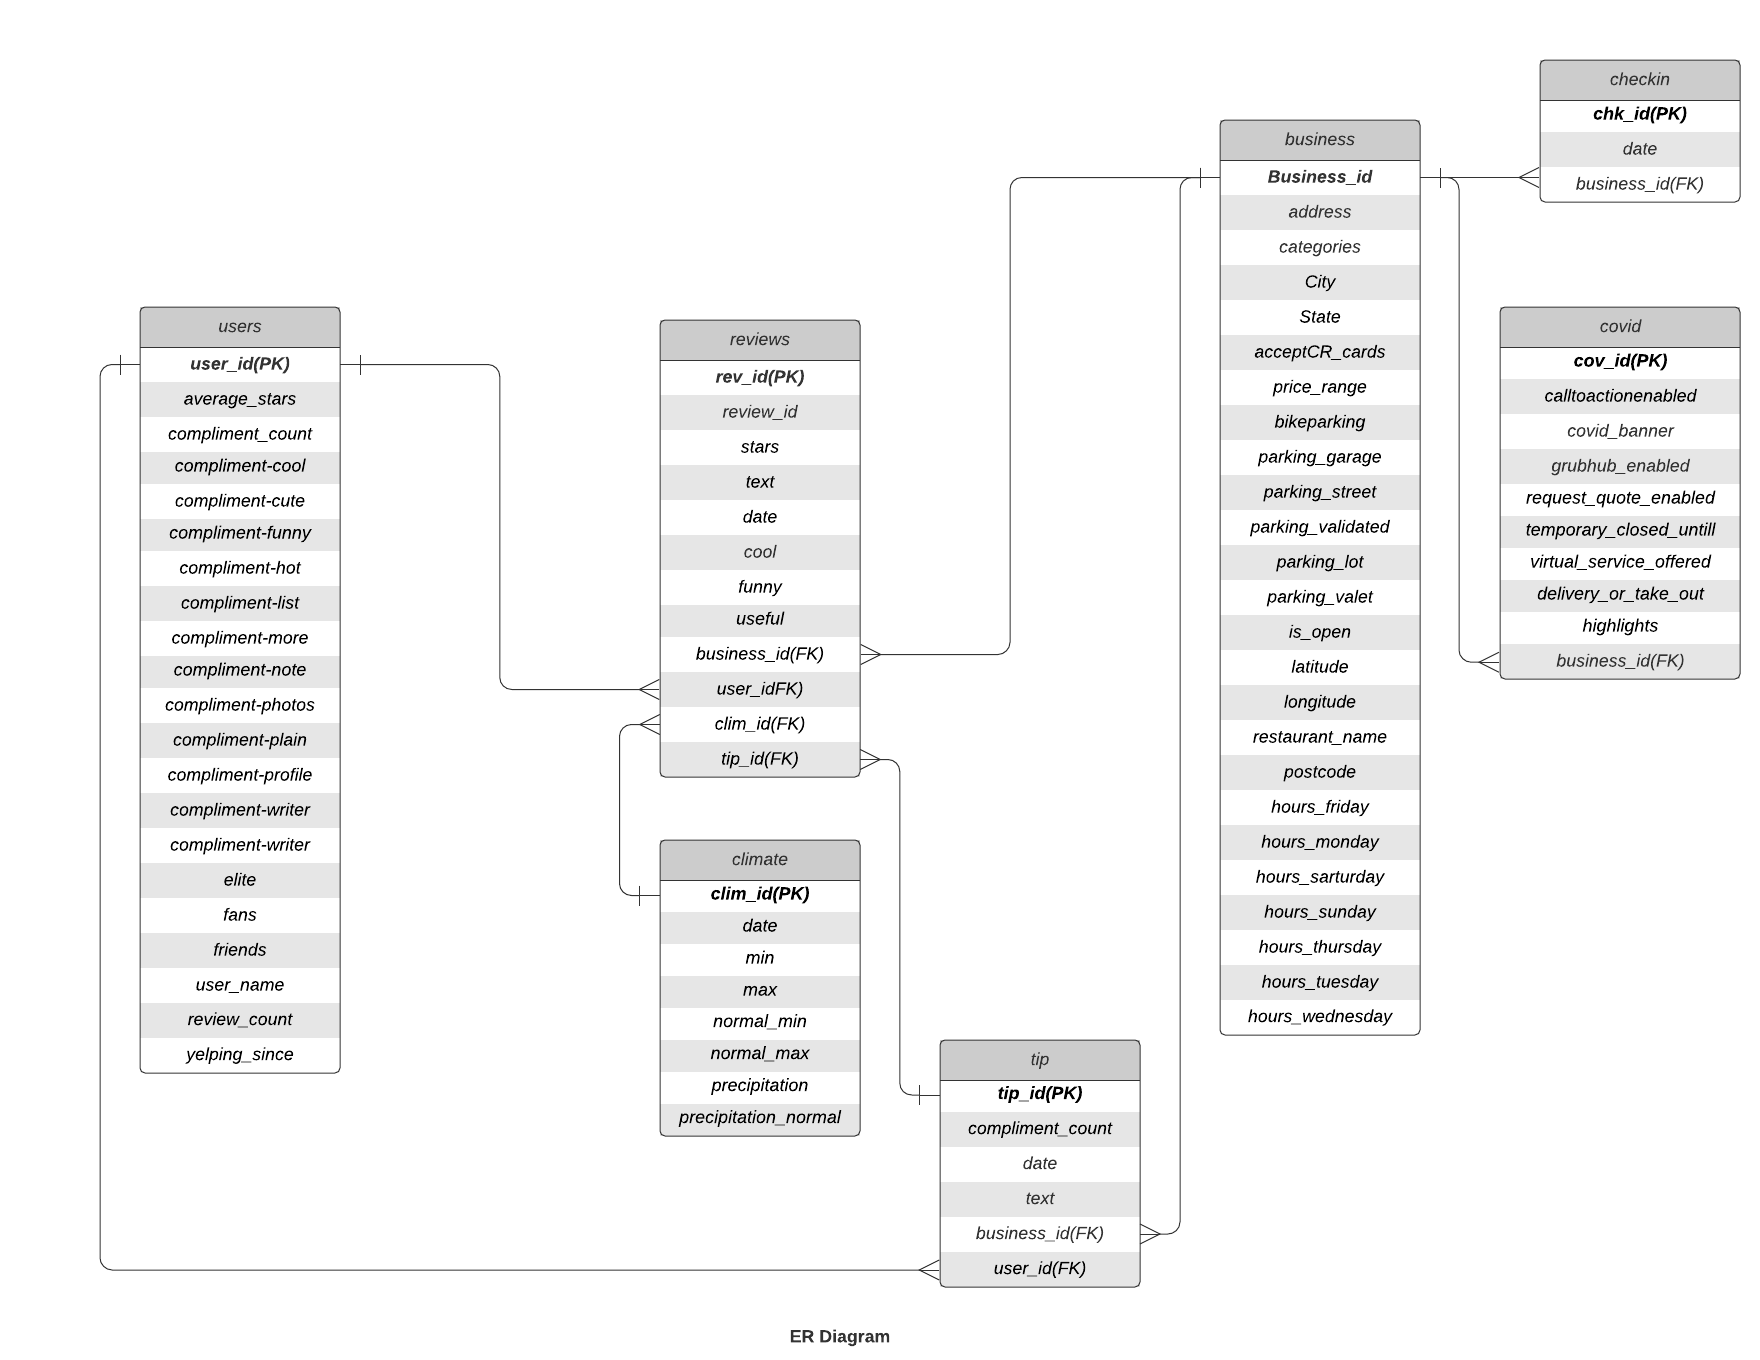 users
user_id(PK)
average_stars
compliment_count
compliment-cool
compliment-cute
compliment-funny
compliment-hot
compliment-list
compliment-more
compliment-note
compliment-photos
compliment-plain
compliment-profile
compliment-writer
compliment-writer
elite
fans
friends
user_name
review_count
yelping_since
reviews
rev_id(PK)
review_id
stars
text
date
cool
funny
useful
business_id(FK)
user_idFK)
clim_id(FK)
tip_id(FK)
climate
clim_id(PK)
date
min
max
normal_min
normal_max
precipitation
precipitation_normal
tip
tip_id(PK)
compliment_count
date
text
business_id(FK)
user_id(FK)
business
Business_id
address
categories
City
State
acceptCR_cards
price_range
bikeparking
parking_garage
parking_street
parking_validated
parking_lot
parking_valet
is_open
latitude
longitude
restaurant_name
postcode
hours_friday
hours_monday
hours_sarturday
hours_sunday
hours_thursday
hours_tuesday
hours_wednesday
checkin
chk_id(PK)
date
business_id(FK)
covid
cov_id(PK)
calltoactionenabled
covid_banner
grubhub_enabled
request_quote_enabled
temporary_closed_untill
virtual_service_offered
delivery_or_take_out
highlights
business_id(FK)
ER Diagram